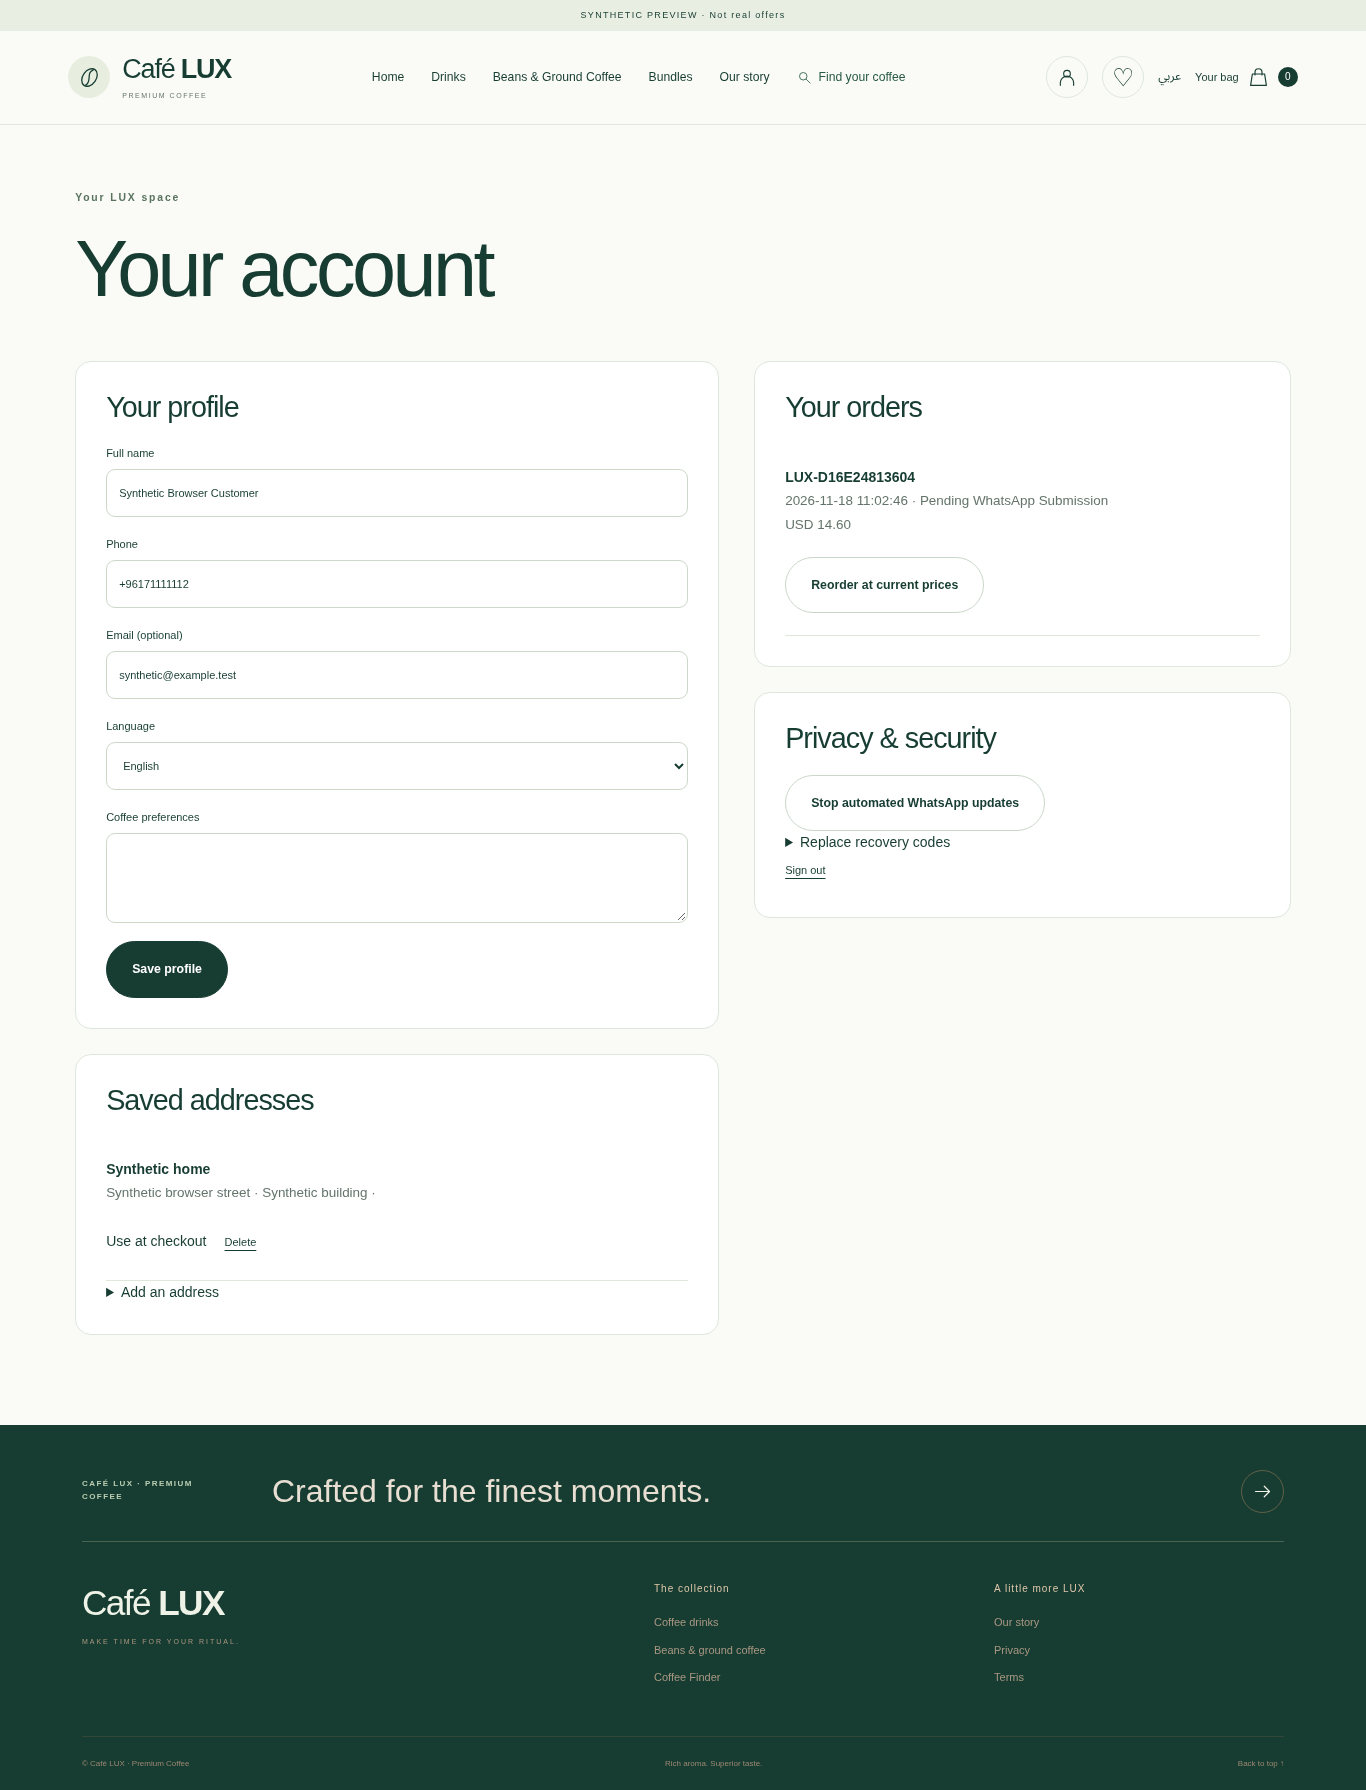 SYNTHETIC PREVIEW · Not real offers
Café LUX
PREMIUM COFFEE
Home
Drinks
Beans & Ground Coffee
Bundles
Our story
Find your coffee
عربي
Your bag
0
Your LUX space
Your account
Your profile
Full name
Synthetic Browser Customer
Phone
+96171111112
Email (optional)
synthetic@example.test
Language
English
Coffee preferences
Save profile
Saved addresses
Synthetic home
Synthetic browser street · Synthetic building ·
Use at checkout
Delete
Add an address
Your orders
LUX-D16E24813604
2026-11-18 11:02:46 · Pending WhatsApp Submission
USD 14.60
Reorder at current prices
Privacy & security
Stop automated WhatsApp updates
Replace recovery codes
Sign out
CAFÉ LUX · PREMIUM
COFFEE
Crafted for the finest moments.
Café LUX
MAKE TIME FOR YOUR RITUAL.
The collection
Coffee drinks
Beans & ground coffee
Coffee Finder
A little more LUX
Our story
Privacy
Terms
© Café LUX · Premium Coffee
Rich aroma. Superior taste.
Back to top ↑